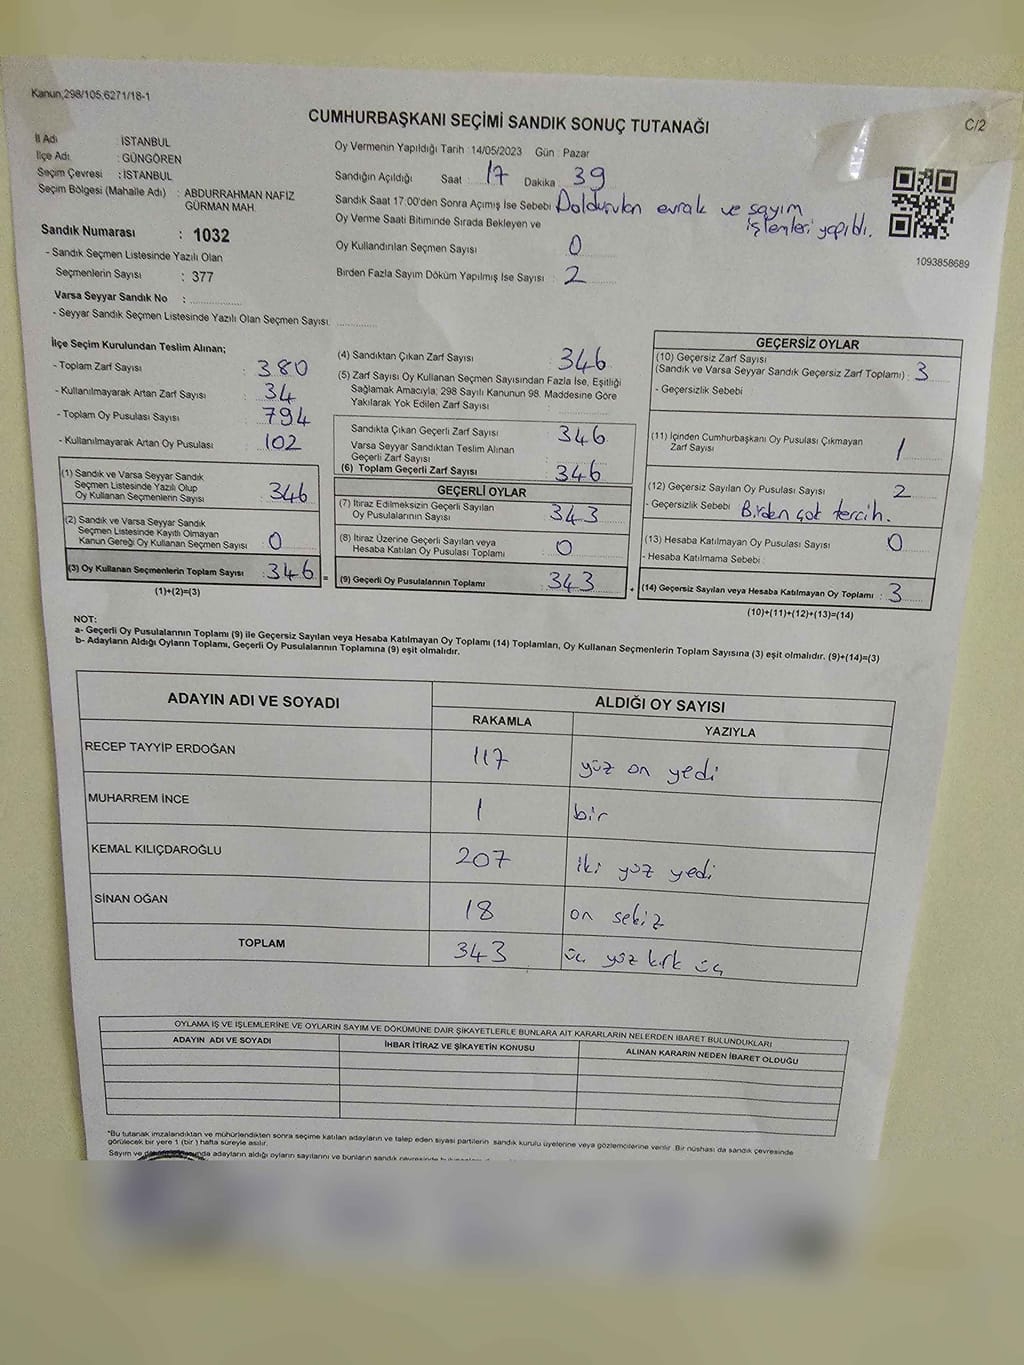 Kanun,298/105,6271/18-1
C/2
CUMHURBAŞKANI SEÇİMİ SANDIK SONUÇ TUTANAĞI
İl Adı : İSTANBUL
İlçe Adı : GÜNGÖREN
Seçim Çevresi : İSTANBUL
Seçim Bölgesi (Mahalle Adı) : ABDURRAHMAN NAFİZ
GÜRMAN MAH.
Sandık Numarası : 1032
- Sandık Seçmen Listesinde Yazılı Olan
Seçmenlerin Sayısı : 377
Varsa Seyyar Sandık No :
- Seyyar Sandık Seçmen Listesinde Yazılı Olan Seçmen Sayısı:
Oy Vermenin Yapıldığı Tarih : 14/05/2023 Gün : Pazar
Sandığın Açıldığı Saat : 17 Dakika : 39
Sandık Saat 17:00'den Sonra Açımış İse Sebebi : Doldurulan evrak ve sayım
işlemleri yapıldı.
Oy Verme Saati Bitiminde Sırada Bekleyen ve
Oy Kullandırılan Seçmen Sayısı : 0
Birden Fazla Sayım Döküm Yapılmış İse Sayısı : 2
1093858689
İlçe Seçim Kurulundan Teslim Alınan;
- Toplam Zarf Sayısı : 380
- Kullanılmayarak Artan Zarf Sayısı : 34
- Toplam Oy Pusulası Sayısı : 794
- Kullanılmayarak Artan Oy Pusulası : 102
(1) Sandık ve Varsa Seyyar Sandık
Seçmen Listesinde Yazılı Olup
Oy Kullanan Seçmenlerin Sayısı : 346
(2) Sandık ve Varsa Seyyar Sandık
Seçmen Listesinde Kayıtlı Olmayan
Kanun Gereği Oy Kullanan Seçmen Sayısı : 0
(3) Oy Kullanan Seçmenlerin Toplam Sayısı : 346
(1)+(2)=(3)
=
(4) Sandıktan Çıkan Zarf Sayısı : 346
(5) Zarf Sayısı Oy Kullanan Seçmen Sayısından Fazla İse, Eşitliği
Sağlamak Amacıyla; 298 Sayılı Kanunun 98. Maddesine Göre
Yakılarak Yok Edilen Zarf Sayısı :
Sandıkta Çıkan Geçerli Zarf Sayısı : 346
Varsa Seyyar Sandıktan Teslim Alınan
Geçerli Zarf Sayısı :
(6) Toplam Geçerli Zarf Sayısı : 346
GEÇERLİ OYLAR
(7) İtiraz Edilmeksizin Geçerli Sayılan
Oy Pusulalarının Sayısı : 343
(8) İtiraz Üzerine Geçerli Sayılan veya
Hesaba Katılan Oy Pusulası Toplamı : 0
(9) Geçerli Oy Pusulalarının Toplamı : 343
+
GEÇERSİZ OYLAR
(10) Geçersiz Zarf Sayısı
(Sandık ve Varsa Seyyar Sandık Geçersiz Zarf Toplamı) : 3
- Geçersizlik Sebebi :
(11) İçinden Cumhurbaşkanı Oy Pusulası Çıkmayan
Zarf Sayısı : 1
(12) Geçersiz Sayılan Oy Pusulası Sayısı : 2
- Geçersizlik Sebebi : Birden çok tercih.
(13) Hesaba Katılmayan Oy Pusulası Sayısı : 0
- Hesaba Katılmama Sebebi :
(14) Geçersiz Sayılan veya Hesaba Katılmayan Oy Toplamı : 3
(10)+(11)+(12)+(13)=(14)
NOT:
a- Geçerli Oy Pusulalarının Toplamı (9) ile Geçersiz Sayılan veya Hesaba Katılmayan Oy Toplamı (14) Toplamları, Oy Kullanan Seçmenlerin Toplam Sayısına (3) eşit olmalıdır. (9)+(14)=(3)
b- Adayların Aldığı Oyların Toplamı, Geçerli Oy Pusulalarının Toplamına (9) eşit olmalıdır.
ADAYIN ADI VE SOYADI
ALDIĞI OY SAYISI
RAKAMLA YAZIYLA
RECEP TAYYİP ERDOĞAN 117 yüz on yedi
MUHARREM İNCE 1 bir
KEMAL KILIÇDAROĞLU 207 iki yüz yedi
SİNAN OĞAN 18 on sekiz
TOPLAM 343 üç yüz kırk üç
OYLAMA İŞ VE İŞLEMLERİNE VE OYLARIN SAYIM VE DÖKÜMÜNE DAİR ŞİKAYETLERLE BUNLARA AİT KARARLARIN NELERDEN İBARET BULUNDUKLARI
ADAYIN ADI VE SOYADI İHBAR İTİRAZ VE ŞİKAYETİN KONUSU ALINAN KARARIN NEDEN İBARET OLDUĞU
*Bu tutanak imzalandıktan ve mühürlendikten sonra seçime katılan adayların ve talep eden siyasi partilerin sandık kurulu üyelerine veya gözlemcilerine verilir. Bir nüshası da sandık çevresinde
görülecek bir yere 1 (bir) hafta süreyle asılır.
Sayım ve adayların aldığı oyların sayılarını ve bunların sandık çevresinde